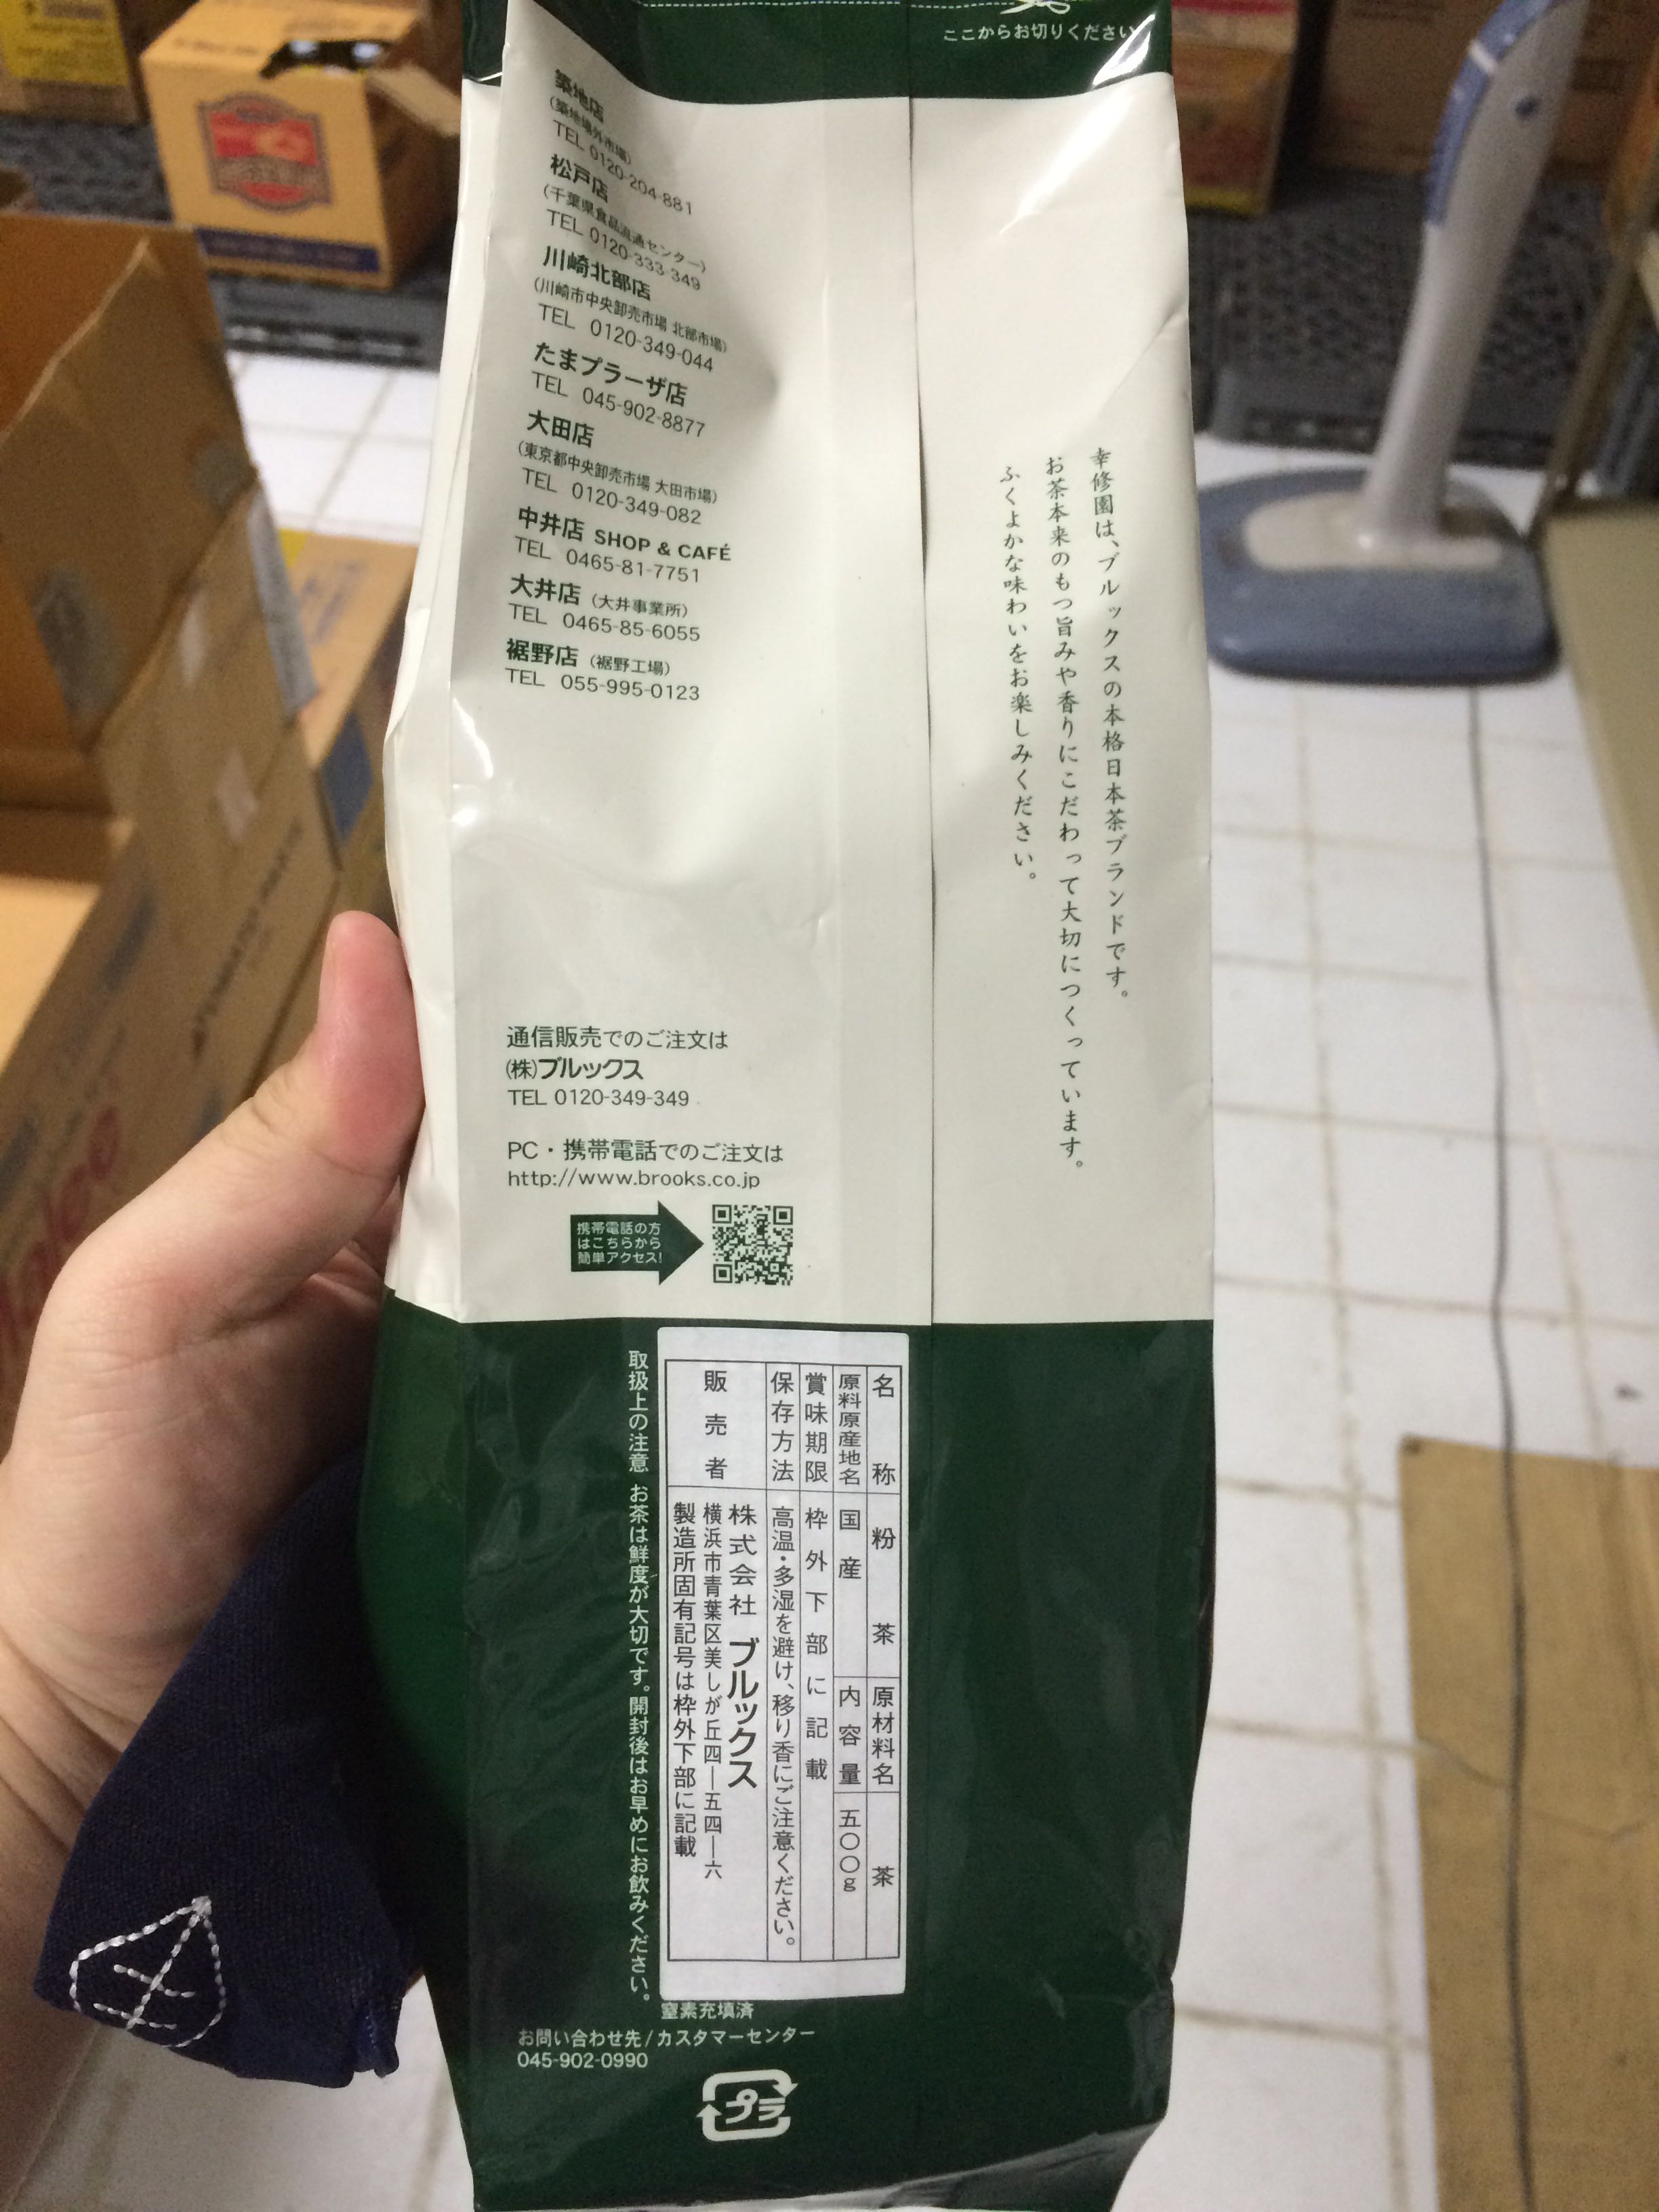 ここからお切りください
築地店
(築地場外市場)
TEL 0120-204-881
松戸店
(千葉県食品流通センター)
TEL 0120-333-349
川崎北部店
(川崎市中央卸売市場 北部市場)
TEL 0120-349-044
たまプラーザ店
TEL 045-902-8877
大田店
(東京都中央卸売市場 大田市場)
TEL 0120-349-082
中井店 SHOP & CAFÉ
TEL 0465-81-7751
大井店 (大井事業所)
TEL 0465-85-6055
裾野店 (裾野工場)
TEL 055-995-0123
幸修園は、ブルックスの本格日本茶ブランドです。
お茶本来のもつ旨みや香りにこだわって大切につくっています。
ふくよかな味わいをお楽しみください。
通信販売でのご注文は
(株)ブルックス
TEL 0120-349-349
PC・携帯電話でのご注文は
http://www.brooks.co.jp
携帯電話の方
はこちらから
簡単アクセス!
名称 粉茶 原材料名 茶
原料原産地名 国産 内容量 五〇〇g
賞味期限 枠外下部に記載
保存方法 高温・多湿を避け、移り香にご注意ください。
販売者 株式会社 ブルックス
横浜市青葉区美しが丘四―五四―六
製造所固有記号は枠外下部に記載
取扱上の注意 お茶は鮮度が大切です。開封後はお早めにお飲みください。
窒素充填済
お問い合わせ先/カスタマーセンター
045-902-0990
プラ